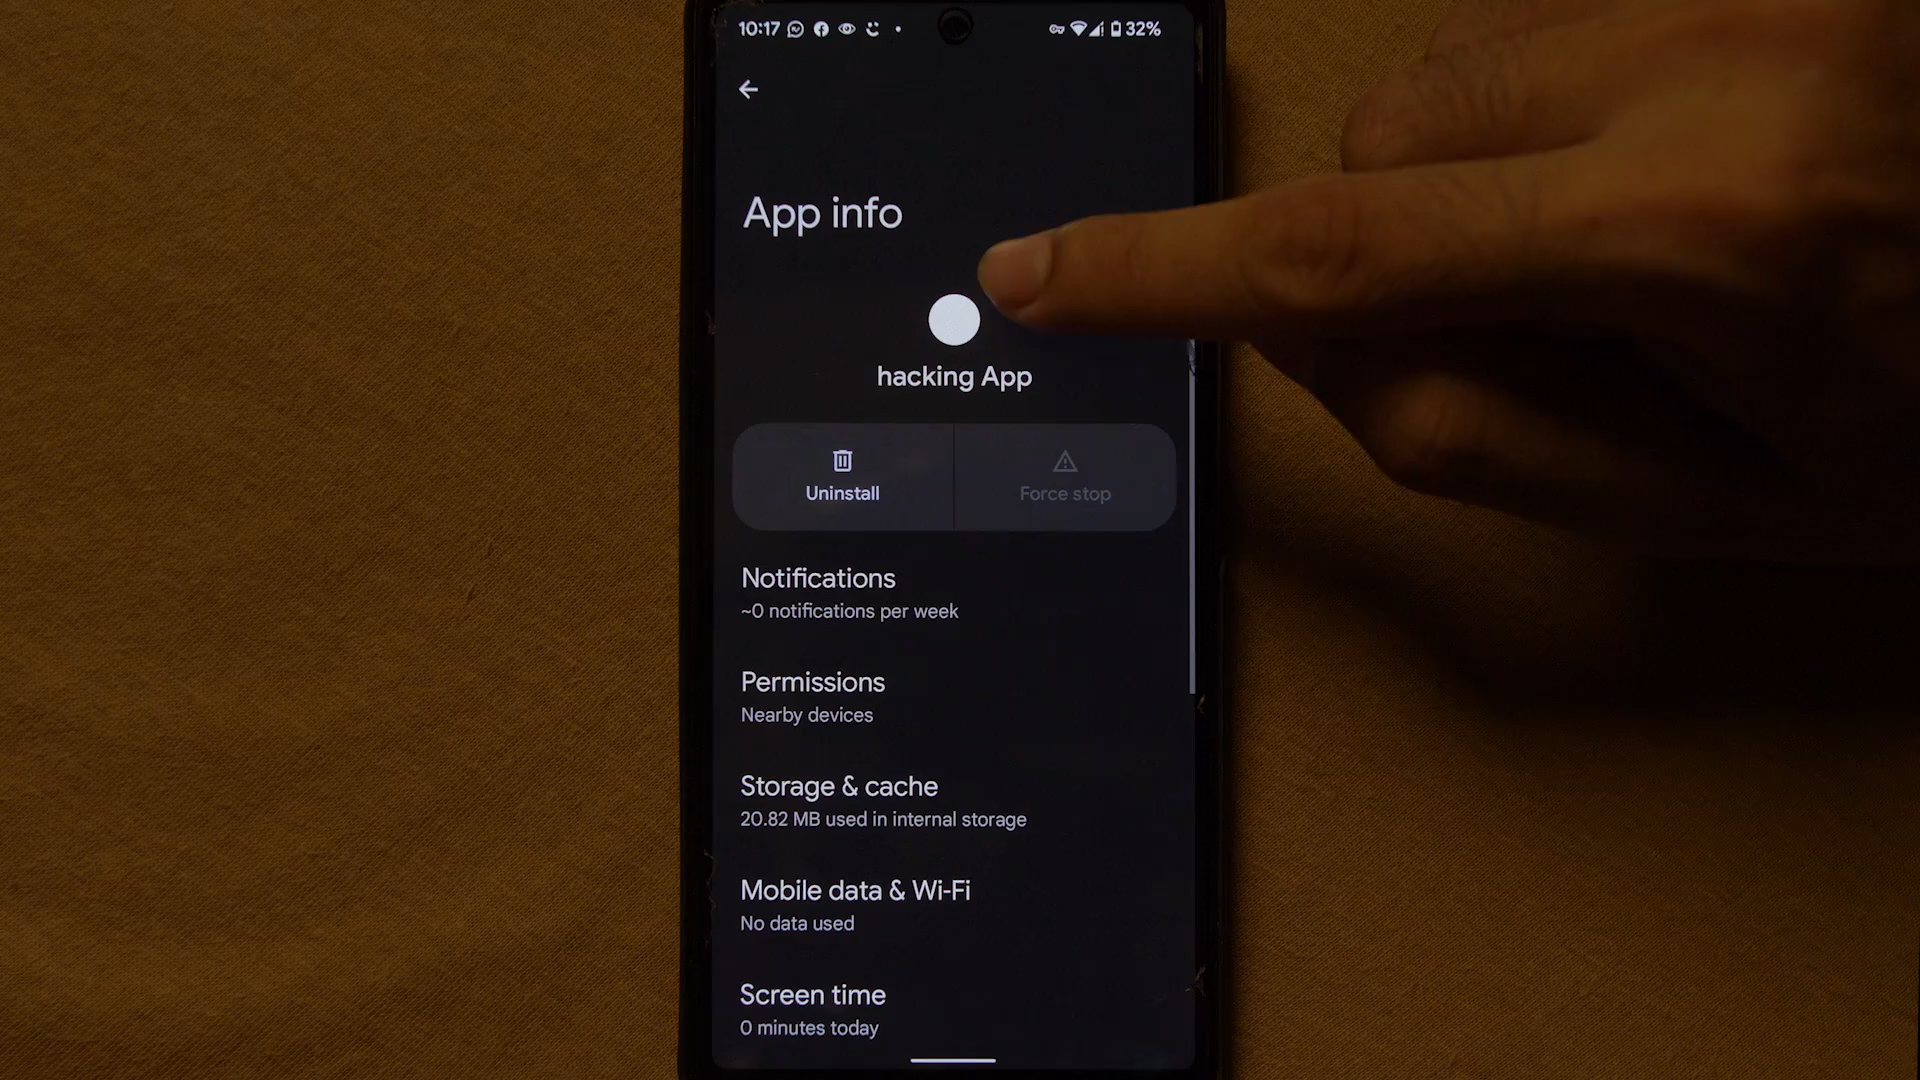 10:17 32%
App info
hacking App
Uninstall Force stop
Notifications
~0 notifications per week
Permissions
Nearby devices
Storage & cache
20.82 MB used in internal storage
Mobile data & Wi-Fi
No data used
Screen time
0 minutes today